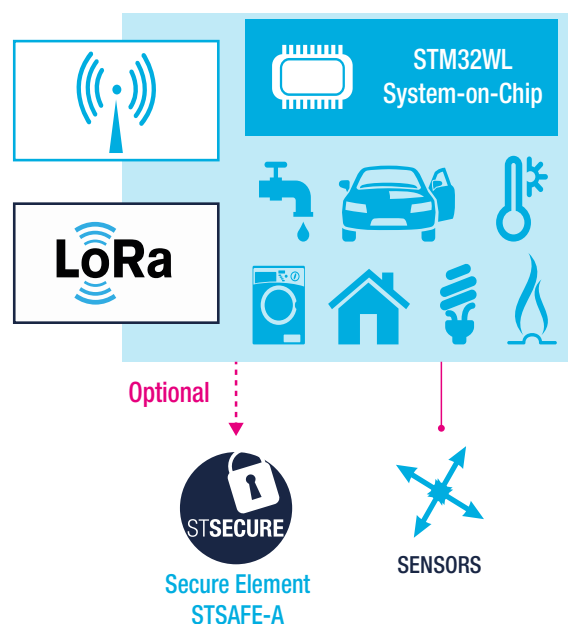 STM32WL
System-on-Chip
LoRa
Optional
STSECURE
SENSORS
Secure Element
STSAFE-A